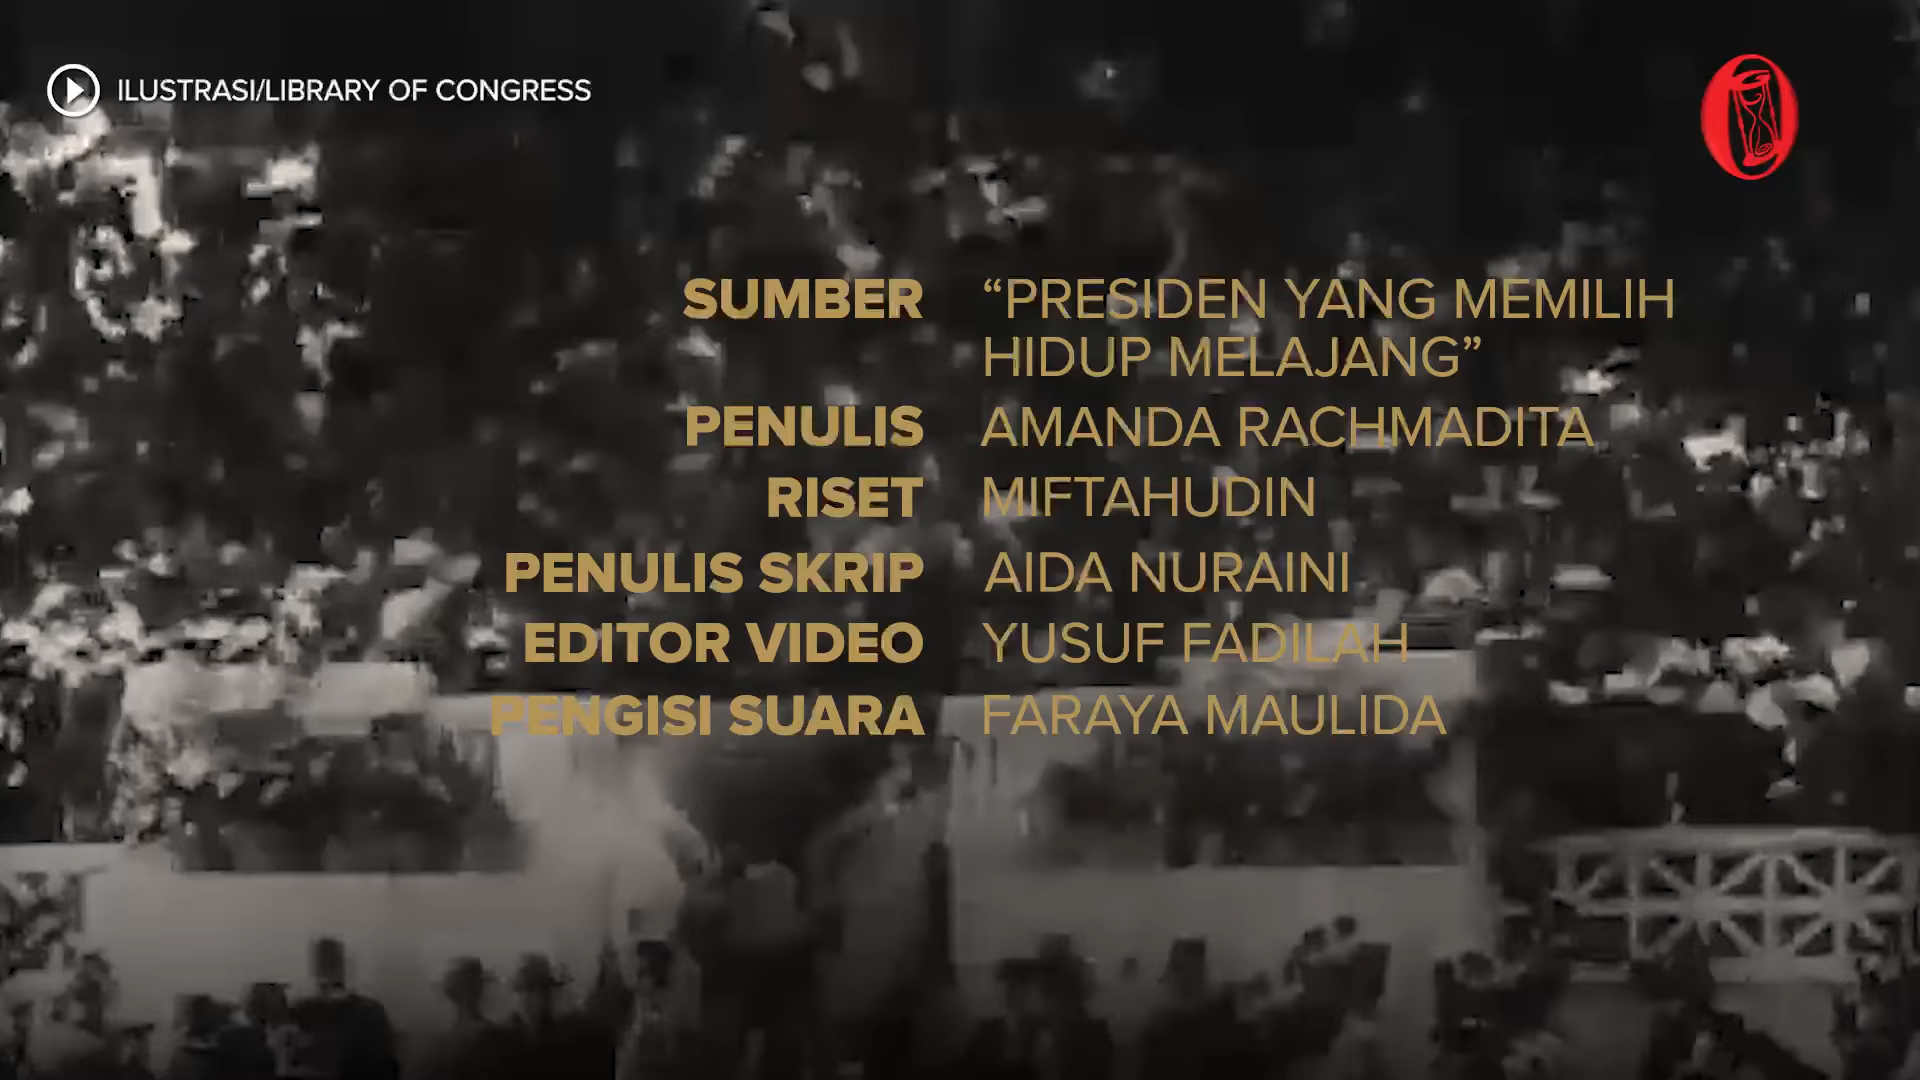 ILUSTRASI/LIBRARY OF CONGRESS
SUMBER “PRESIDEN YANG MEMILIH
HIDUP MELAJANG”
PENULIS AMANDA RACHMADITA
RISET MIFTAHUDIN
PENULIS SKRIP AIDA NURAINI
EDITOR VIDEO YUSUF FADILAH
PENGISI SUARA FARAYA MAULIDA